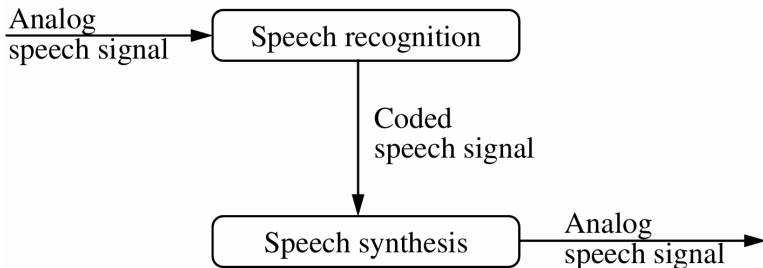 Analog
speech signal
Speech recognition
Coded
speech signal
Speech synthesis
Analog
speech signal